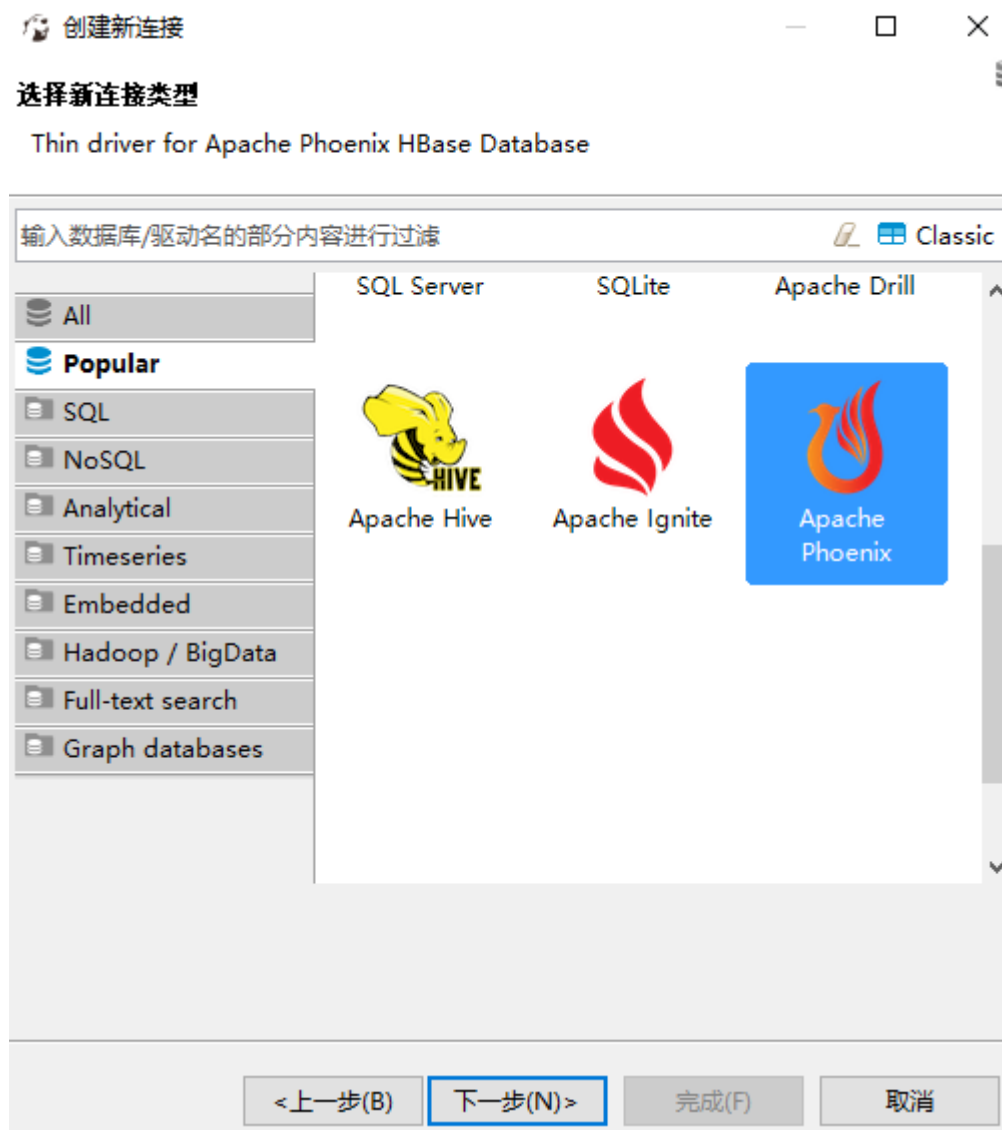 创建新连接
选择新连接类型
Thin driver for Apache Phoenix HBase Database
输入数据库/驱动名的部分内容进行过滤
Classic
All
Popular
SQL
NoSQL
Analytical
Timeseries
Embedded
Hadoop / BigData
Full-text search
Graph databases
SQL Server
SQLite
Apache Drill
HIVE
Apache Hive
Apache Ignite
Apache
Phoenix
<上一步(B)
下一步(N)>
完成(F)
取消